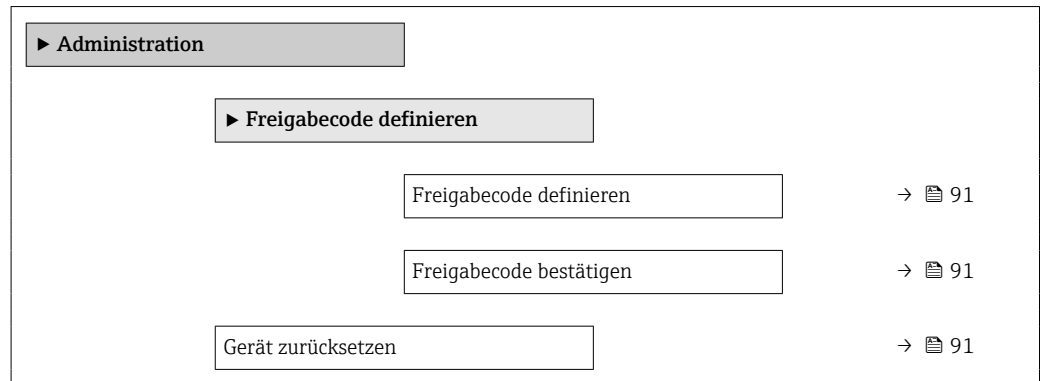 ▶ Administration
▶ Freigabecode definieren
Freigabecode definieren → 91
Freigabecode bestätigen → 91
Gerät zurücksetzen → 91